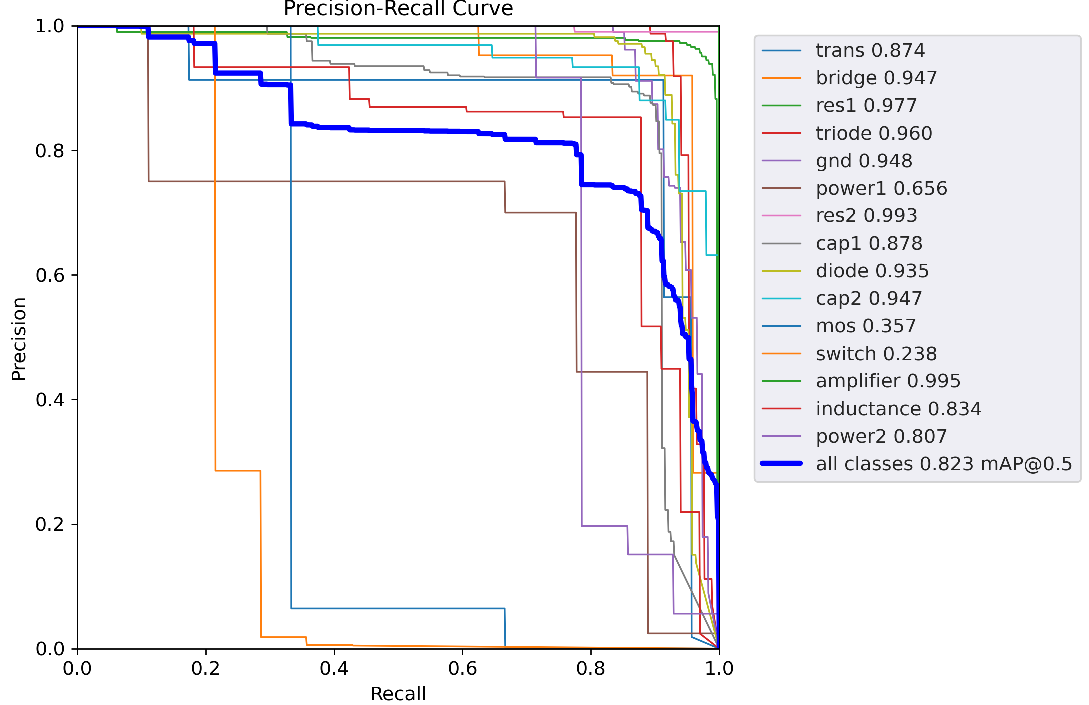 Precision-Recall Curve
1.0
0.8
0.6
0.4
0.2
0.0
Precision
0.0 0.2 0.4 0.6 0.8 1.0
Recall
trans 0.874
bridge 0.947
res1 0.977
triode 0.960
gnd 0.948
power1 0.656
res2 0.993
cap1 0.878
diode 0.935
cap2 0.947
mos 0.357
switch 0.238
amplifier 0.995
inductance 0.834
power2 0.807
all classes 0.823 mAP@0.5